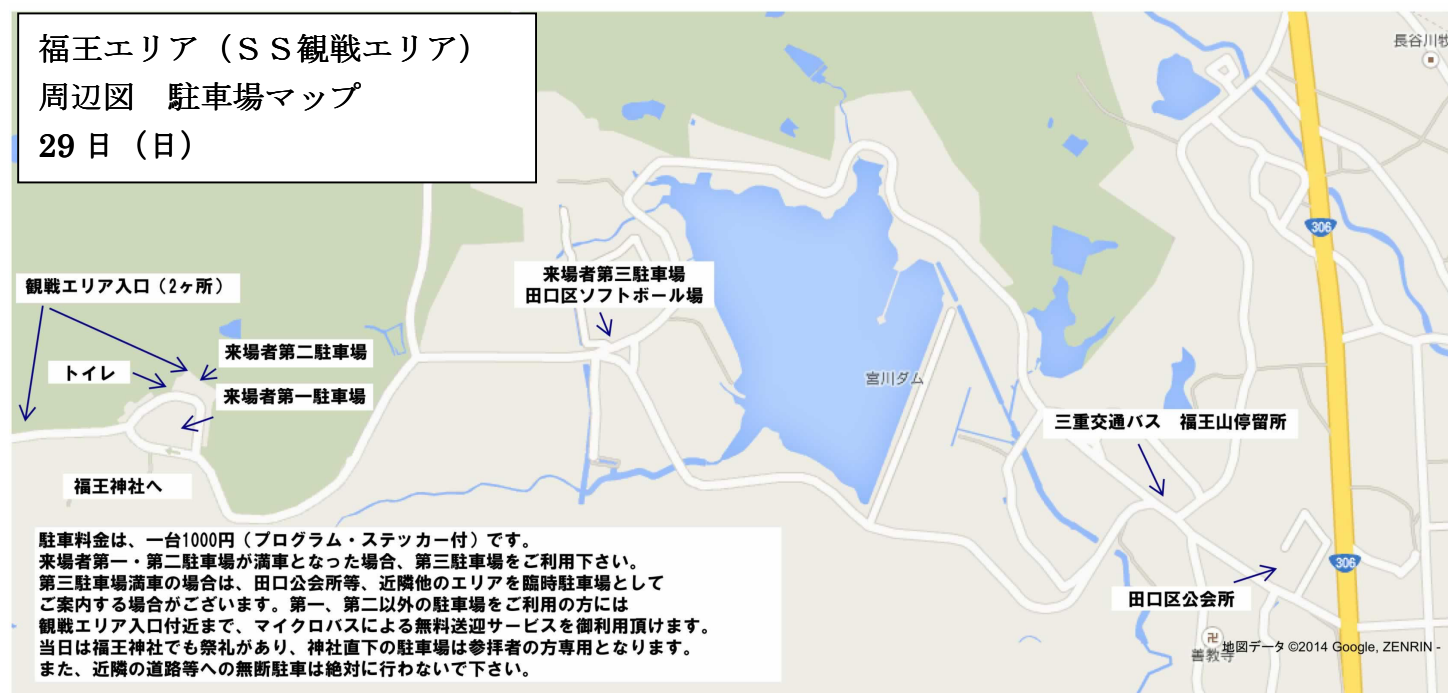 福王エリア（ＳＳ観戦エリア）
周辺図　駐車場マップ
29 日（日）
長谷川牧
306
観戦エリア入口（2ヶ所）
来場者第三駐車場
田口区ソフトボール場
来場者第二駐車場
トイレ
来場者第一駐車場
宮川ダム
三重交通バス　福王山停留所
福王神社へ
306
田口区公会所
駐車料金は、一台1000円（プログラム・ステッカー付）です。
来場者第一・第二駐車場が満車となった場合、第三駐車場をご利用下さい。
第三駐車場満車の場合は、田口公会所等、近隣他のエリアを臨時駐車場として
ご案内する場合がございます。第一、第二以外の駐車場をご利用の方には
観戦エリア入口付近まで、マイクロバスによる無料送迎サービスを御利用頂けます。
当日は福王神社でも祭礼があり、神社直下の駐車場は参拝者の方専用となります。
また、近隣の道路等への無断駐車は絶対に行わないで下さい。
卍
善教寺
地図データ ©2014 Google, ZENRIN -